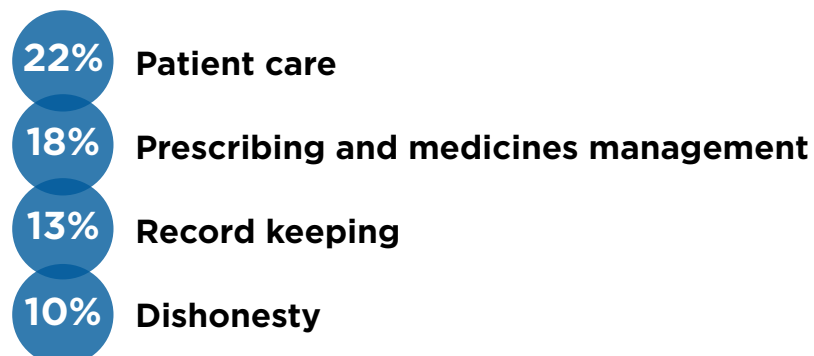 22% Patient care
18% Prescribing and medicines management
13% Record keeping
10% Dishonesty